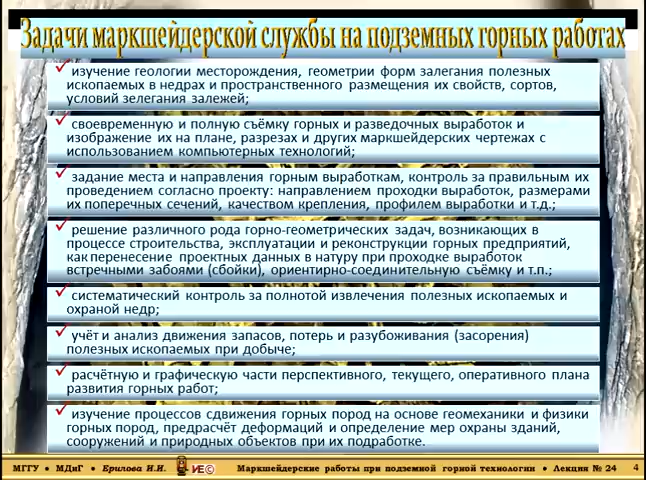 Задачи маркшейдерской службы на подземных горных работах
изучение геологии месторождения, геометрии форм залегания полезных
ископаемых в недрах и пространственного размещения их свойств, сортов,
условий зелегания залежей;
своевременную и полную съёмку горных и разведочных выработок и
изображение их на плане, разрезах и других маркшейдерских чертежах с
использованием компьютерных технологий;
задание места и направления горным выработкам, контроль за правильным их
проведением согласно проекту: направлением проходки выработок, размерами
их поперечных сечений, качеством крепления, профилем выработки и т.д.;
решение различного рода горно-геометрических задач, возникающих в
процессе строительства, эксплуатации и реконструкции горных предприятий,
как перенесение проектных данных в натуру при проходке выработок
встречными забоями (сбойки), ориентирно-соединительную съёмку и т.п.;
систематический контроль за полнотой извлечения полезных ископаемых и
охраной недр;
учёт и анализ движения запасов, потерь и разубоживания (засорения)
полезных ископаемых при добыче;
расчётную и графическую части перспективного, текущего, оперативного плана
развития горных работ;
изучение процессов сдвижения горных пород на основе геомеханики и физики
горных пород, предрасчёт деформаций и определение мер охраны зданий,
сооружений и природных объектов при их подработке.
МГГУ • МДиГ • Ерилова И.И. ИЕ© Маркшейдерские работы при подземной горной технологии • Лекция № 24 4